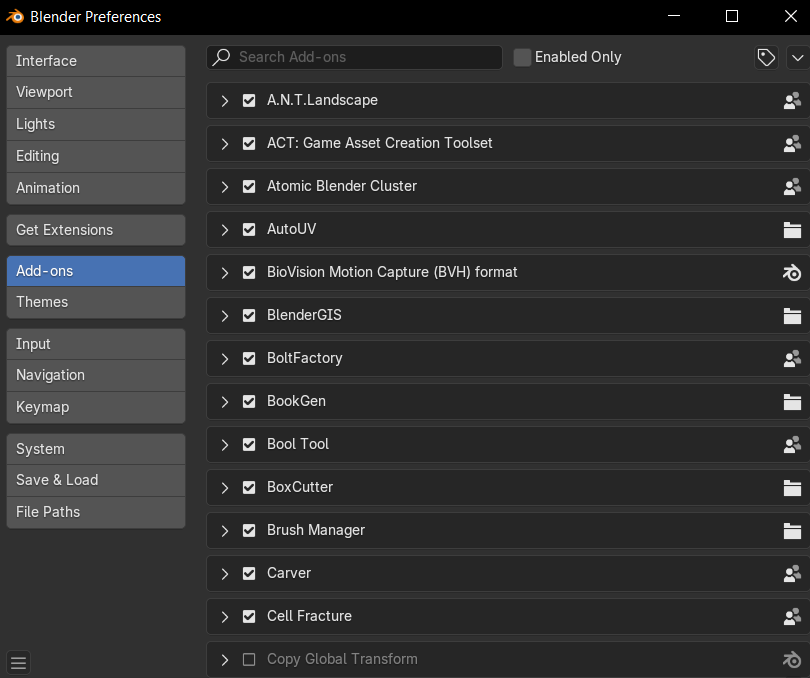 Blender Preferences
Interface
Viewport
Lights
Editing
Animation
Get Extensions
Add-ons
Themes
Input
Navigation
Keymap
System
Save & Load
File Paths
Search Add-ons
Enabled Only
A.N.T.Landscape
ACT: Game Asset Creation Toolset
Atomic Blender Cluster
AutoUV
BioVision Motion Capture (BVH) format
BlenderGIS
BoltFactory
BookGen
Bool Tool
BoxCutter
Brush Manager
Carver
Cell Fracture
Copy Global Transform